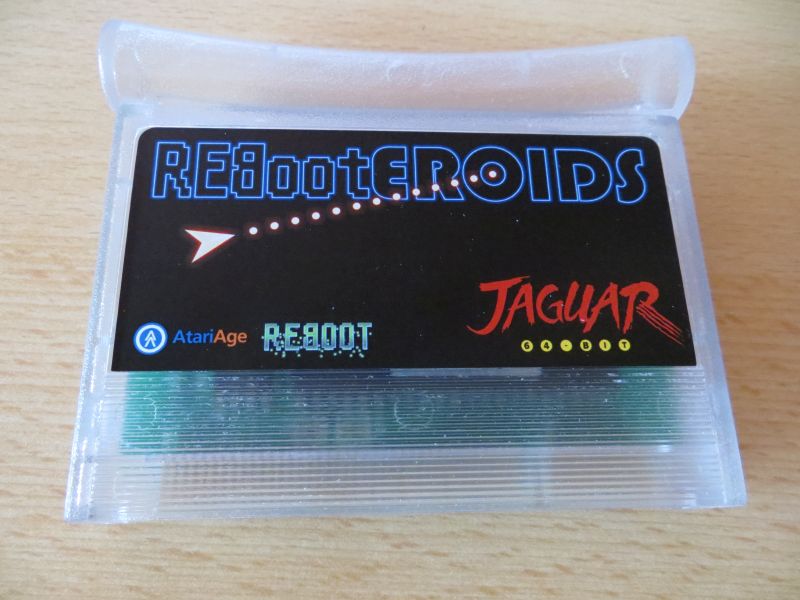 REBootEROIDS
AtariAge
REBOOT
JAGUAR
64-BIT